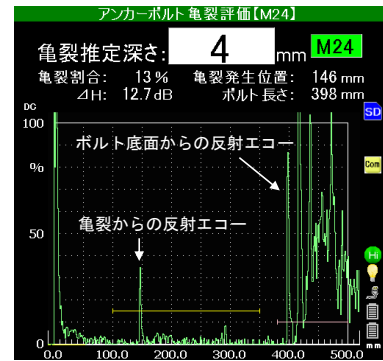 アンカーボルト亀裂評価【M24】
亀裂推定深さ: 4 mm M24
亀裂割合: 13 % 亀裂発生位置: 146 mm
⊿H: 12.7 dB ボルト長さ: 398 mm
DC
SD
100
ボルト底面からの反射エコー
%
Com
50
亀裂からの反射エコー
Hi
0
0.0 100.0 200.0 300.0 400.0 500.0
mm